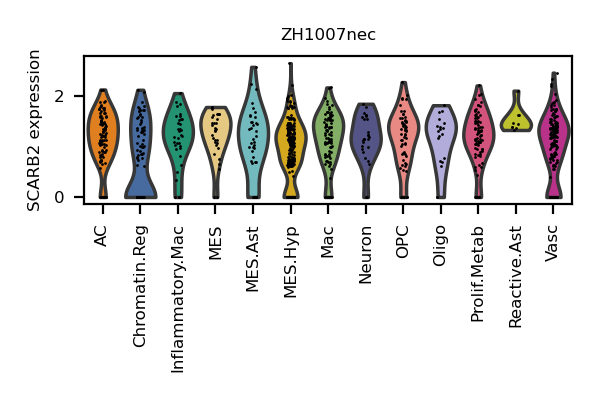 ZH1007nec
SCARB2 expression
2
0
AC
Chromatin.Reg
Inflammatory.Mac
MES
MES.Ast
MES.Hyp
Mac
Neuron
OPC
Oligo
Prolif.Metab
Reactive.Ast
Vasc